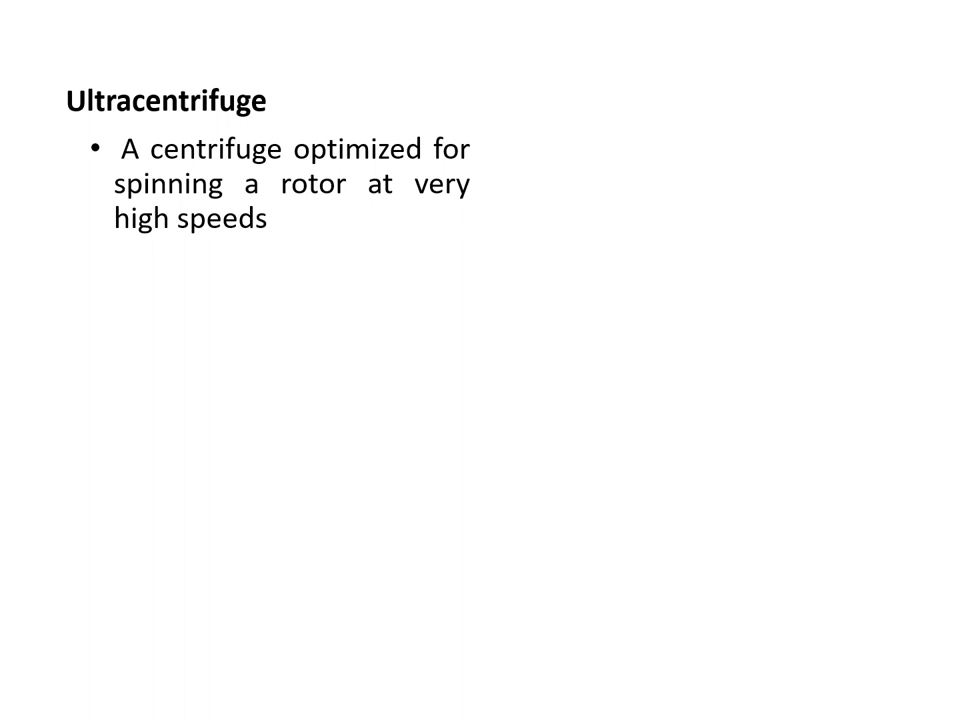 Ultracentrifuge
• A centrifuge optimized for
spinning a rotor at very
high speeds